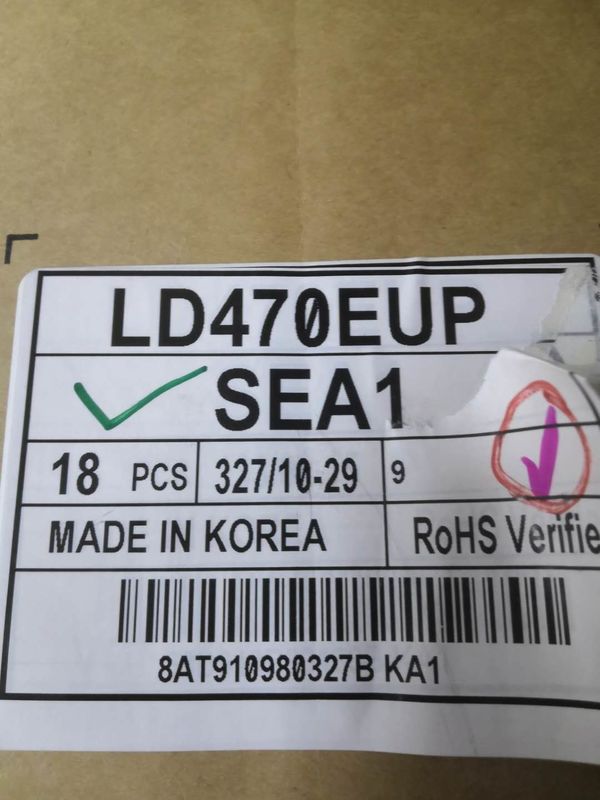 LD470EUP
SEA1
18 PCS 327/10-29 9
MADE IN KOREA RoHS Verifie
8AT910980327B KA1